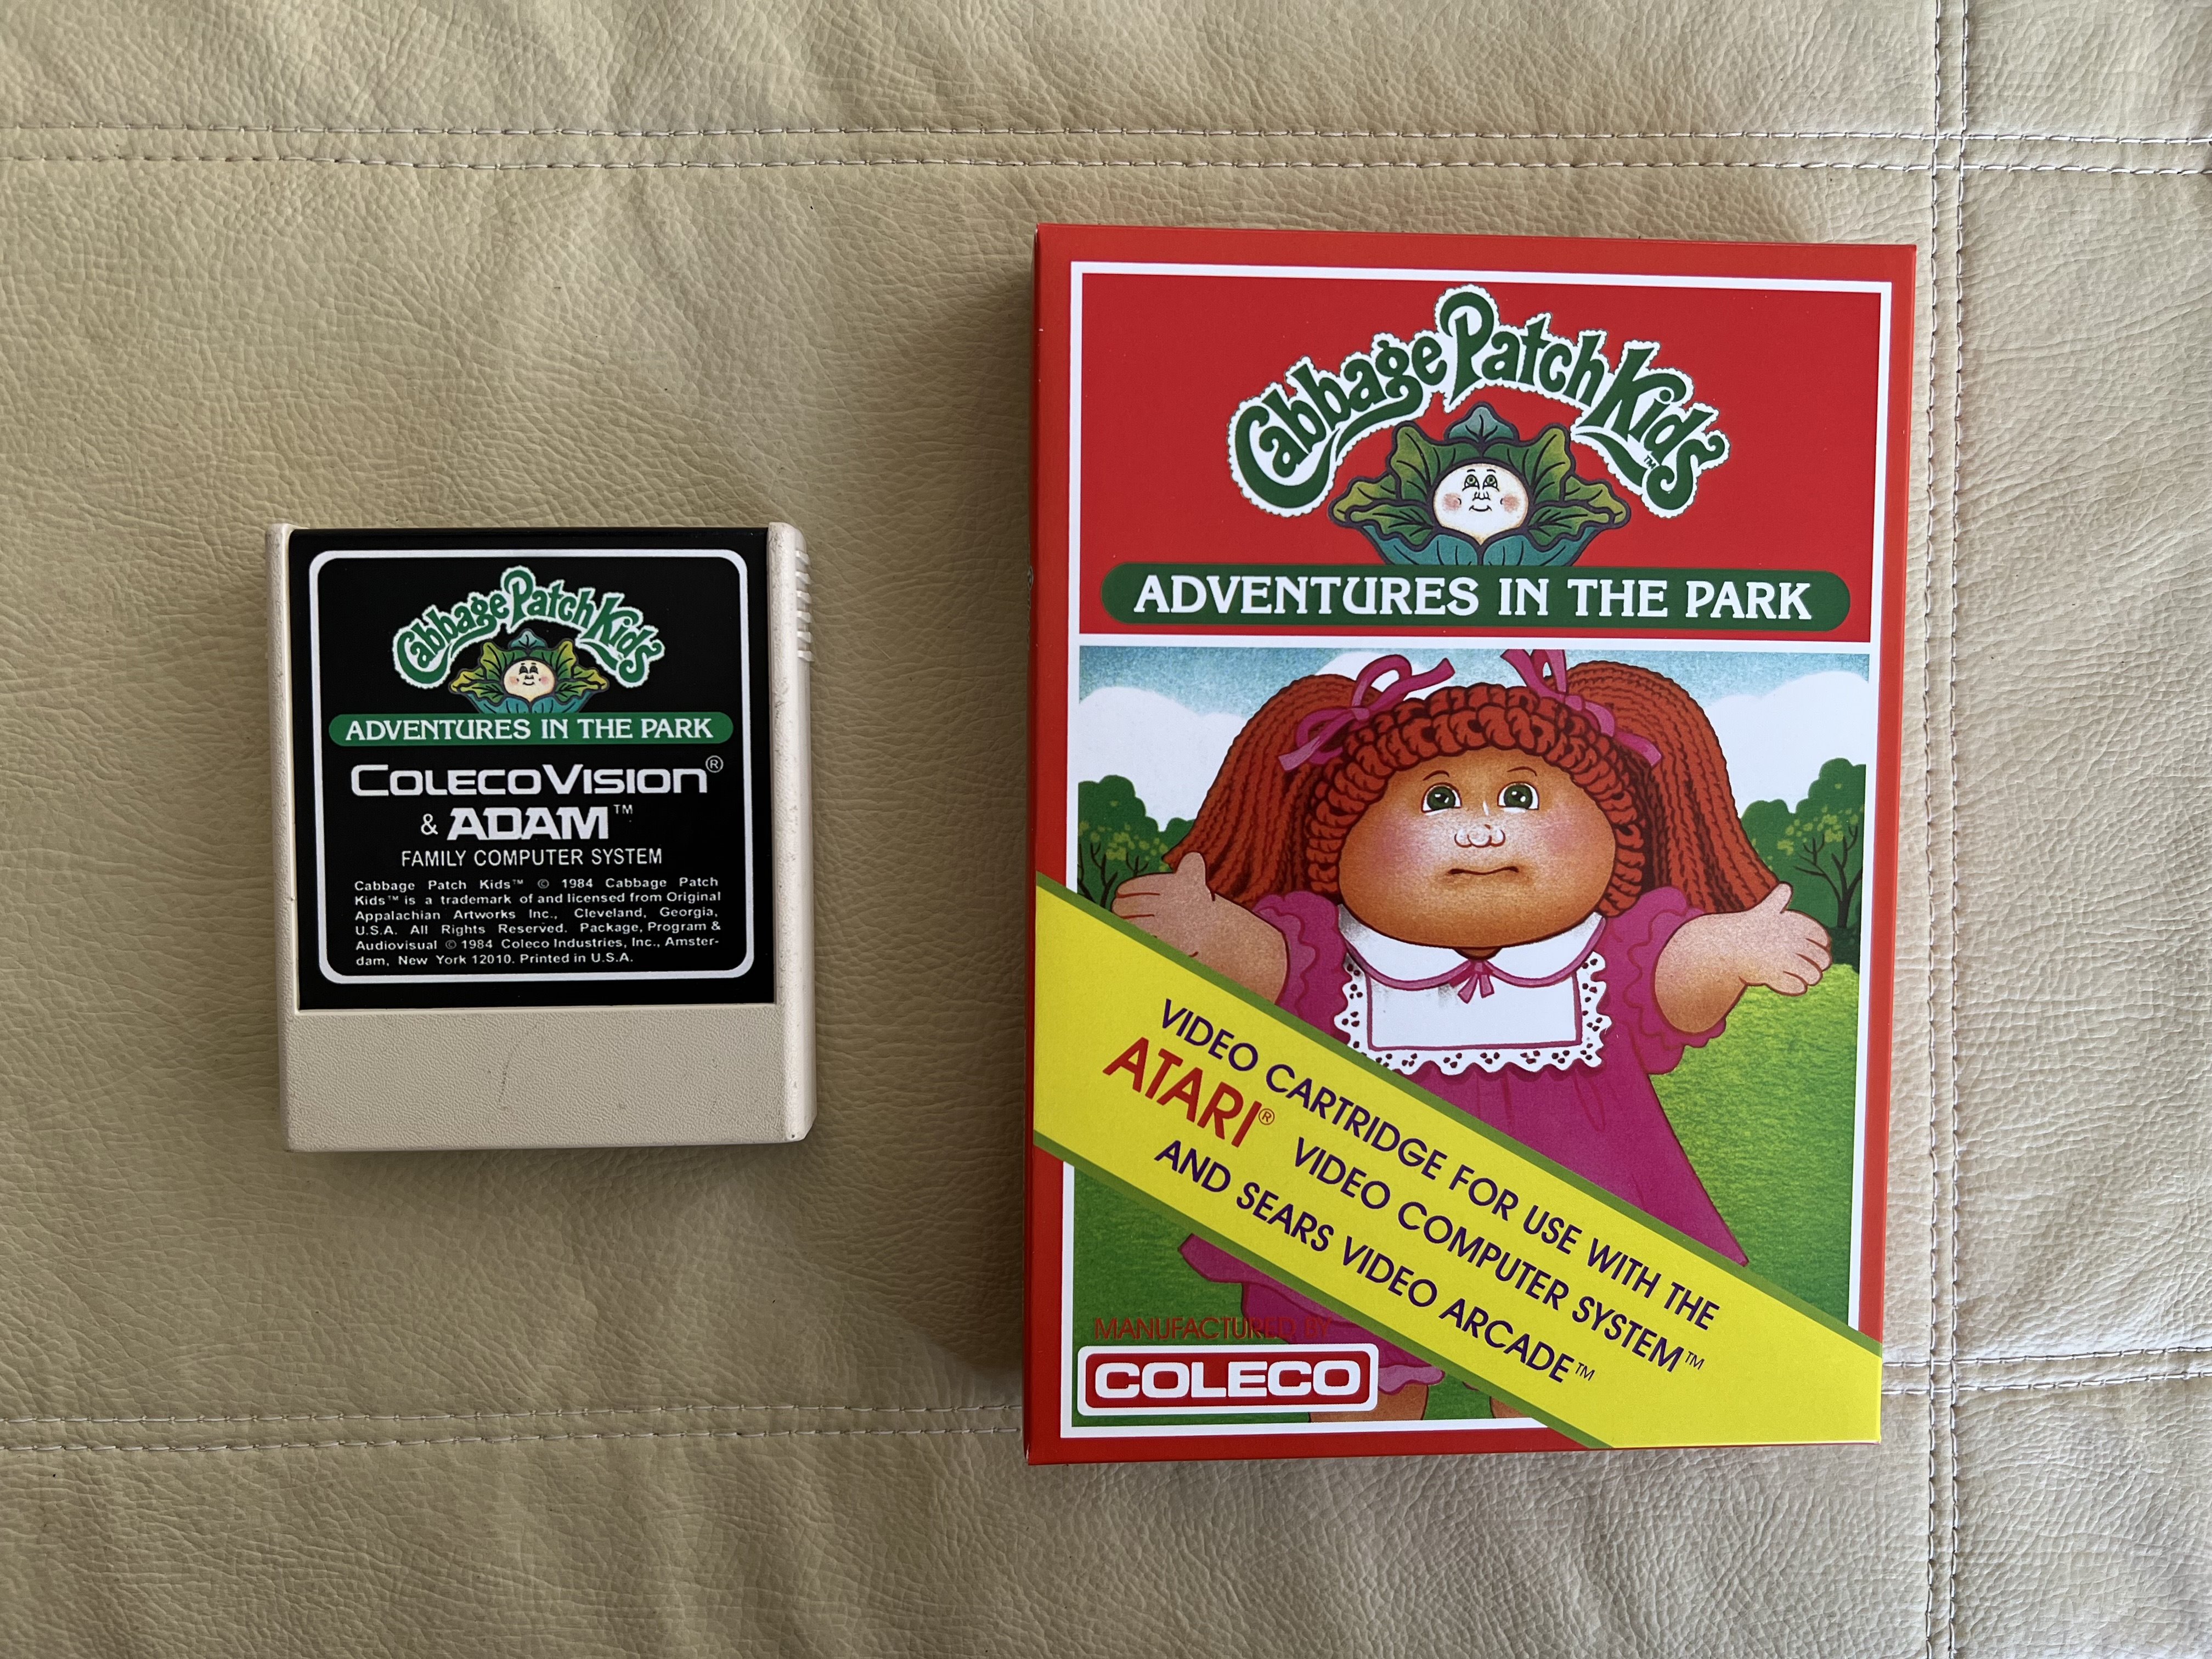 Cabbage Patch Kids
ADVENTURES IN THE PARK
COLECOVISION®
& ADAM™
FAMILY COMPUTER SYSTEM
Cabbage Patch Kids™ © 1984 Cabbage Patch
Kids™ is a trademark of and licensed from Original
Appalachian Artworks Inc., Cleveland, Georgia,
U.S.A. All Rights Reserved. Package, Program &
Audiovisual © 1984 Coleco Industries, Inc., Amster-
dam, New York 12010. Printed in U.S.A.
Cabbage Patch Kids™
ADVENTURES IN THE PARK
VIDEO CARTRIDGE FOR USE WITH THE
ATARI® VIDEO COMPUTER SYSTEM™
AND SEARS VIDEO ARCADE™
MANUFACTURED BY
COLECO